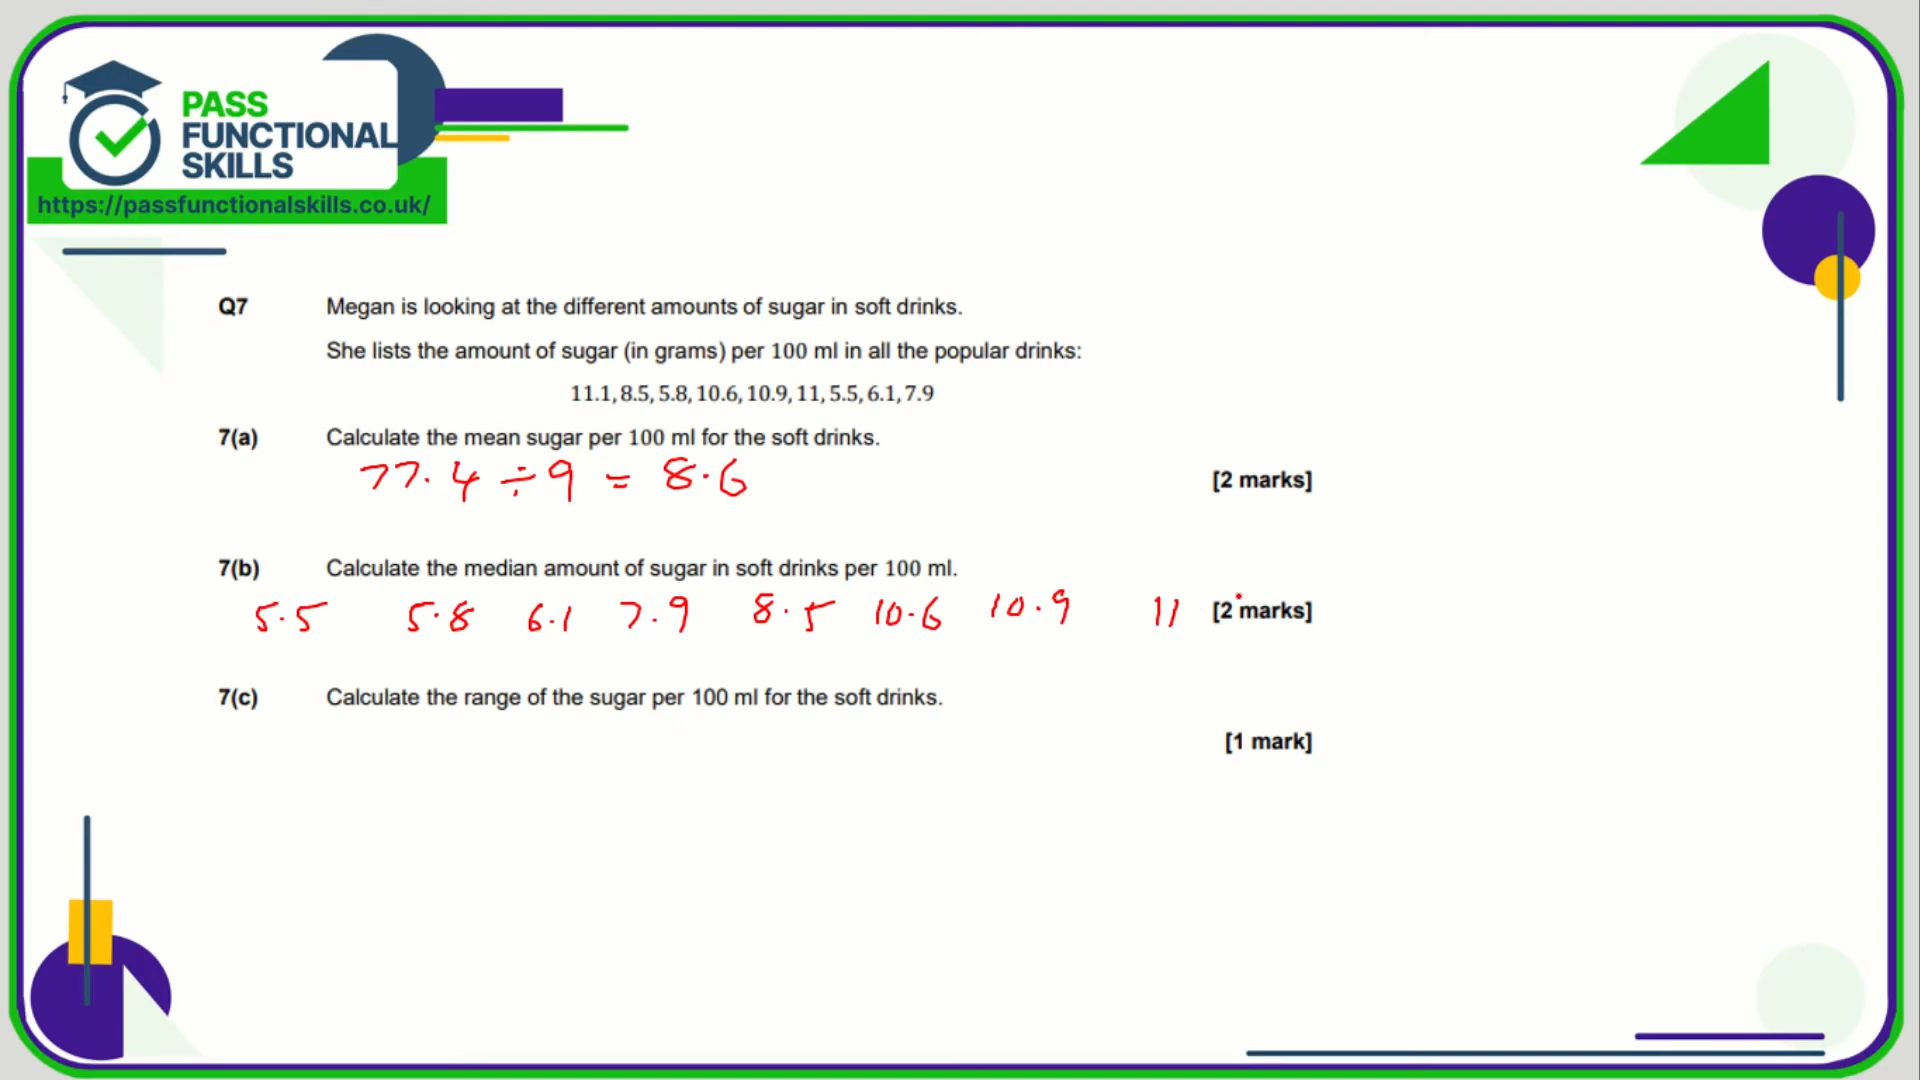 PASS
FUNCTIONAL
SKILLS
https://passfunctionalskills.co.uk/
Q7 Megan is looking at the different amounts of sugar in soft drinks.
She lists the amount of sugar (in grams) per 100 ml in all the popular drinks:
11.1, 8.5, 5.8, 10.6, 10.9, 11, 5.5, 6.1, 7.9
7(a) Calculate the mean sugar per 100 ml for the soft drinks.
77.4 ÷ 9 = 8.6 [2 marks]
7(b) Calculate the median amount of sugar in soft drinks per 100 ml.
5.5 5.8 6.1 7.9 8.5 10.6 10.9 11 [2 marks]
7(c) Calculate the range of the sugar per 100 ml for the soft drinks.
[1 mark]